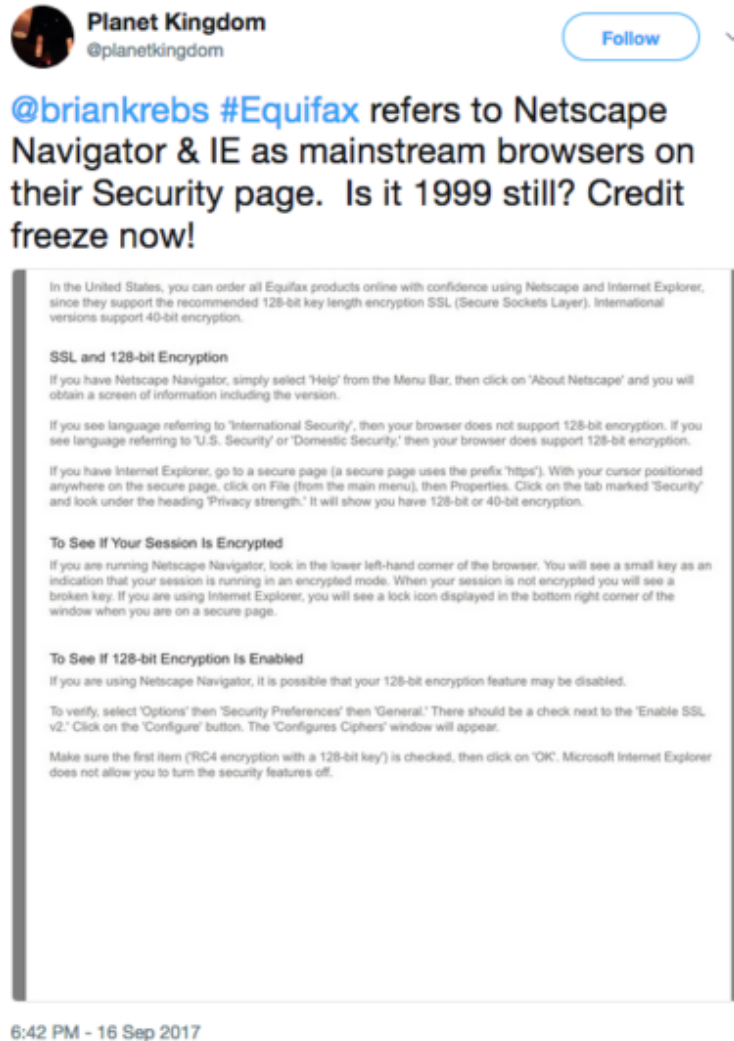 Planet Kingdom
@planetkingdom
Follow
@briankrebs #Equifax refers to Netscape
Navigator & IE as mainstream browsers on
their Security page.  Is it 1999 still? Credit
freeze now!
In the United States, you can order all Equifax products online with confidence using Netscape and Internet Explorer,
since they support the recommended 128-bit key length encryption SSL (Secure Sockets Layer). International
versions support 40-bit encryption.
SSL and 128-bit Encryption
If you have Netscape Navigator, simply select 'Help' from the Menu Bar, then click on 'About Netscape' and you will
obtain a screen of information including the version.
If you see language referring to 'International Security', then your browser does not support 128-bit encryption. If you
see language referring to 'U.S. Security' or 'Domestic Security,' then your browser does support 128-bit encryption.
If you have Internet Explorer, go to a secure page (a secure page uses the prefix 'https'). With your cursor positioned
anywhere on the secure page, click on File (from the main menu), then Properties. Click on the tab marked 'Security'
and look under the heading 'Privacy strength.' It will show you have 128-bit or 40-bit encryption.
To See If Your Session Is Encrypted
If you are running Netscape Navigator, look in the lower left-hand corner of the browser. You will see a small key as an
indication that your session is running in an encrypted mode. When your session is not encrypted you will see a
broken key. If you are using Internet Explorer, you will see a lock icon displayed in the bottom right corner of the
window when you are on a secure page.
To See If 128-bit Encryption Is Enabled
If you are using Netscape Navigator, it is possible that your 128-bit encryption feature may be disabled.
To verify, select 'Options' then 'Security Preferences' then 'General.' There should be a check next to the 'Enable SSL
v2.' Click on the 'Configure' button. The 'Configures Ciphers' window will appear.
Make sure the first item ('RC4 encryption with a 128-bit key') is checked, then click on 'OK'. Microsoft Internet Explorer
does not allow you to turn the security features off.
6:42 PM - 16 Sep 2017